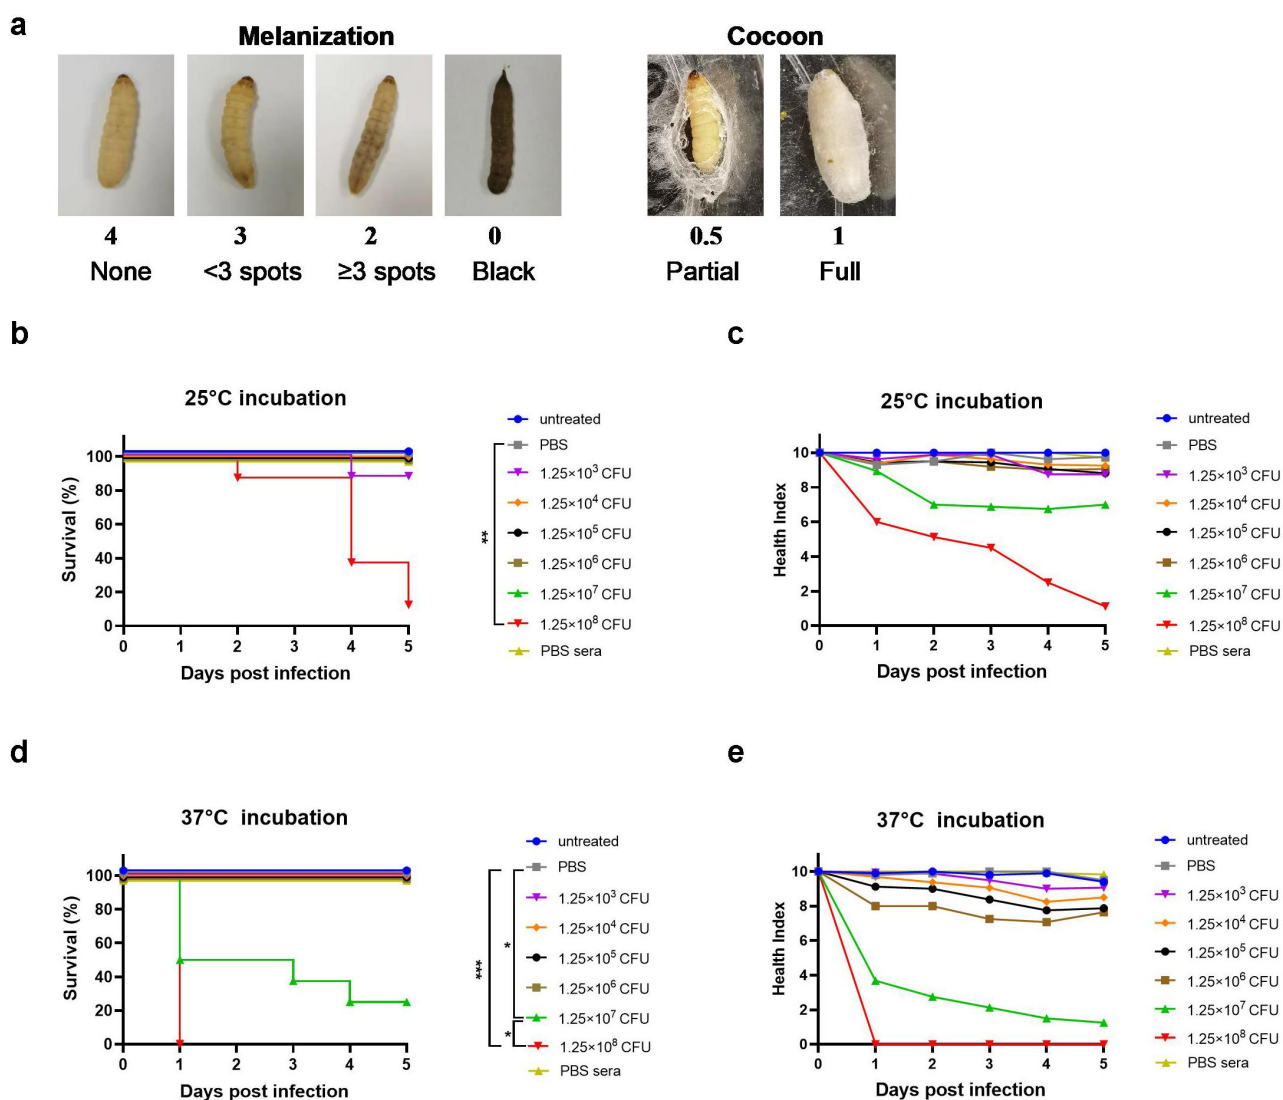 a
Melanization
Cocoon
4 3 2 0 0.5 1
None <3 spots ≥3 spots Black Partial Full
b
25°C incubation
Survival (%)
100
80
60
40
20
0
0 1 2 3 4 5
Days post infection
**
untreated
PBS
1.25×10³ CFU
1.25×10⁴ CFU
1.25×10⁵ CFU
1.25×10⁶ CFU
1.25×10⁷ CFU
1.25×10⁸ CFU
PBS sera
c
25°C incubation
Health Index
10
8
6
4
2
0
0 1 2 3 4 5
Days post infection
untreated
PBS
1.25×10³ CFU
1.25×10⁴ CFU
1.25×10⁵ CFU
1.25×10⁶ CFU
1.25×10⁷ CFU
1.25×10⁸ CFU
PBS sera
d
37°C incubation
Survival (%)
100
80
60
40
20
0
0 1 2 3 4 5
Days post infection
***
*
*
untreated
PBS
1.25×10³ CFU
1.25×10⁴ CFU
1.25×10⁵ CFU
1.25×10⁶ CFU
1.25×10⁷ CFU
1.25×10⁸ CFU
PBS sera
e
37°C incubation
Health Index
10
8
6
4
2
0
0 1 2 3 4 5
Days post infection
untreated
PBS
1.25×10³ CFU
1.25×10⁴ CFU
1.25×10⁵ CFU
1.25×10⁶ CFU
1.25×10⁷ CFU
1.25×10⁸ CFU
PBS sera